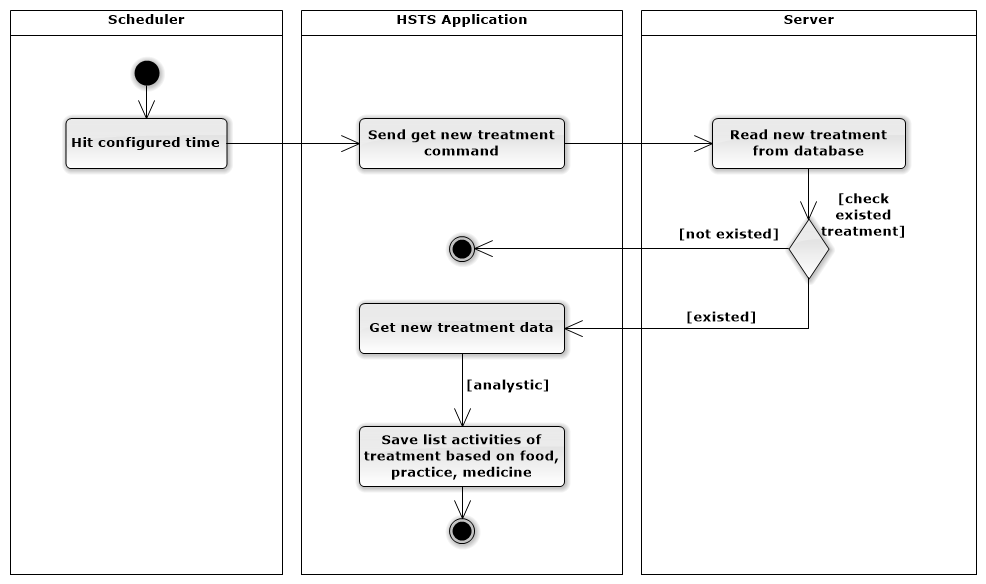 Scheduler
HSTS Application
Server
Hit configured time
Send get new treatment
command
Read new treatment
from database
[check
existed
treatment]
[not existed]
[existed]
Get new treatment data
[analystic]
Save list activities of
treatment based on food,
practice, medicine